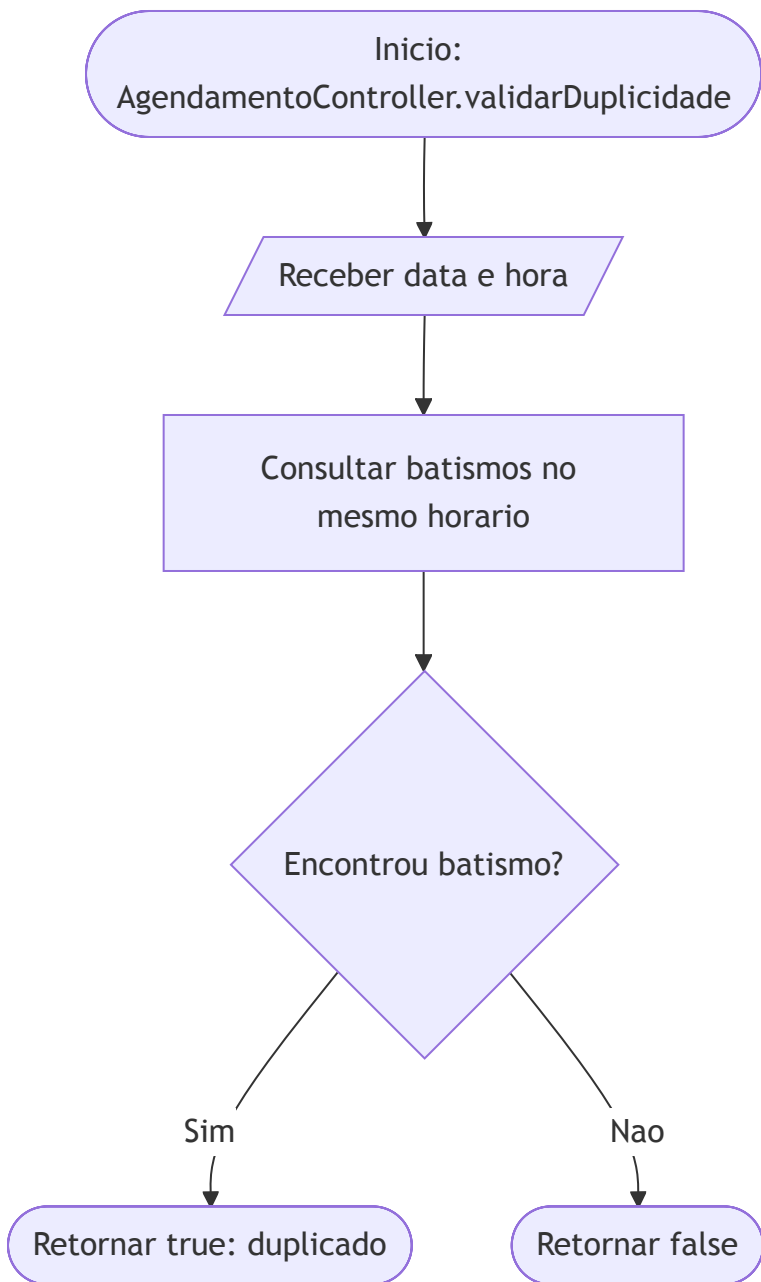 Inicio:
AgendamentoController.validarDuplicidade
Receber data e hora
Consultar batismos no
mesmo horario
Encontrou batismo?
Sim
Nao
Retornar true: duplicado
Retornar false